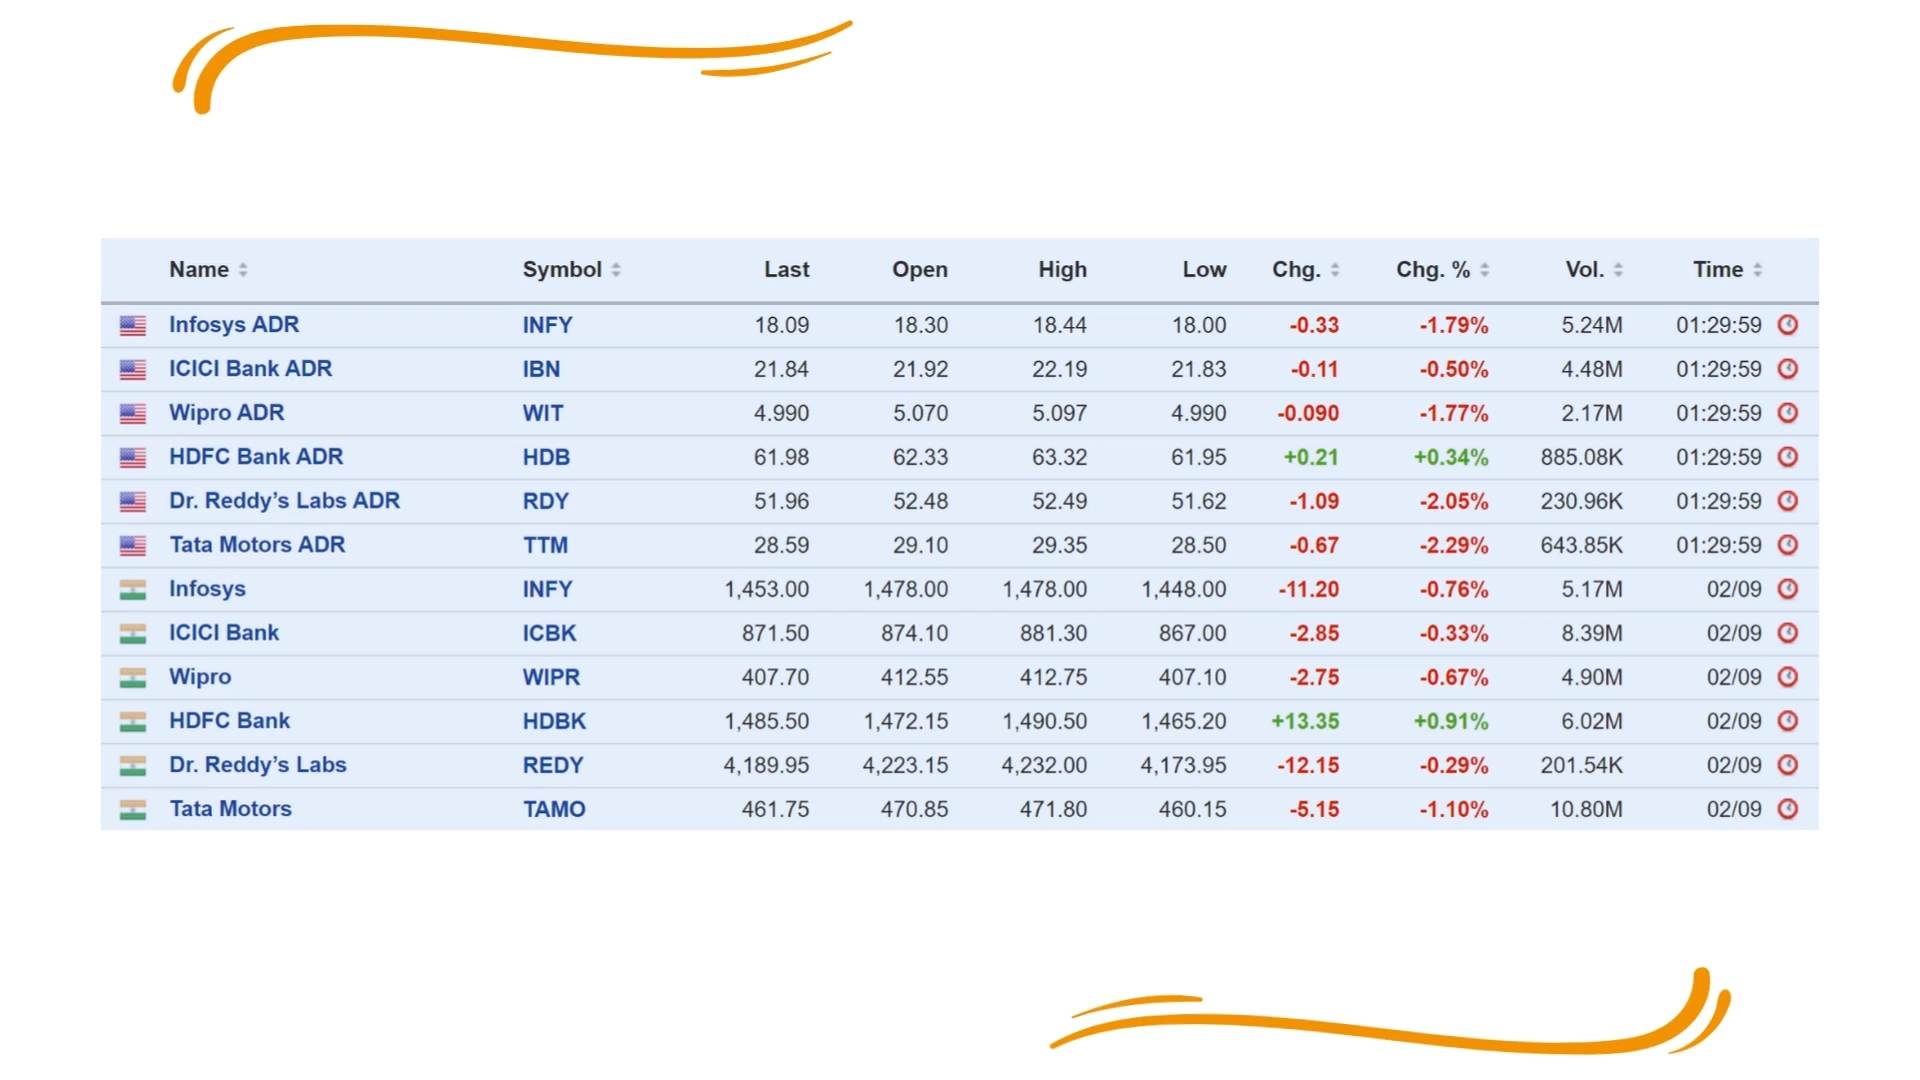 Name Symbol Last Open High Low Chg. Chg. % Vol. Time
Infosys ADR INFY 18.09 18.30 18.44 18.00 -0.33 -1.79% 5.24M 01:29:59
ICICI Bank ADR IBN 21.84 21.92 22.19 21.83 -0.11 -0.50% 4.48M 01:29:59
Wipro ADR WIT 4.990 5.070 5.097 4.990 -0.090 -1.77% 2.17M 01:29:59
HDFC Bank ADR HDB 61.98 62.33 63.32 61.95 +0.21 +0.34% 885.08K 01:29:59
Dr. Reddy’s Labs ADR RDY 51.96 52.48 52.49 51.62 -1.09 -2.05% 230.96K 01:29:59
Tata Motors ADR TTM 28.59 29.10 29.35 28.50 -0.67 -2.29% 643.85K 01:29:59
Infosys INFY 1,453.00 1,478.00 1,478.00 1,448.00 -11.20 -0.76% 5.17M 02/09
ICICI Bank ICBK 871.50 874.10 881.30 867.00 -2.85 -0.33% 8.39M 02/09
Wipro WIPR 407.70 412.55 412.75 407.10 -2.75 -0.67% 4.90M 02/09
HDFC Bank HDBK 1,485.50 1,472.15 1,490.50 1,465.20 +13.35 +0.91% 6.02M 02/09
Dr. Reddy’s Labs REDY 4,189.95 4,223.15 4,232.00 4,173.95 -12.15 -0.29% 201.54K 02/09
Tata Motors TAMO 461.75 470.85 471.80 460.15 -5.15 -1.10% 10.80M 02/09